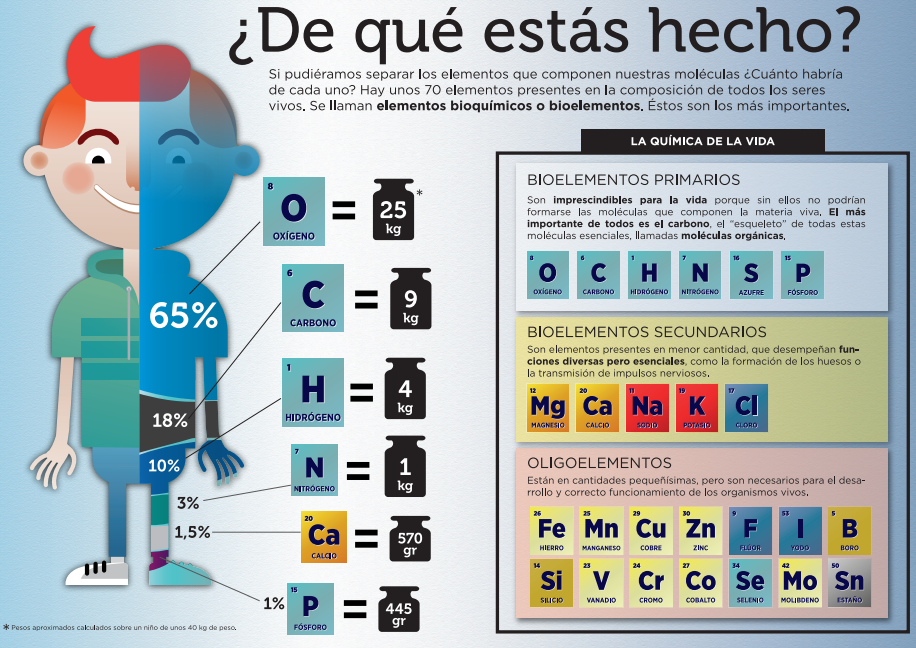 ¿De qué estás hecho?
Si pudiéramos separar los elementos que componen nuestras moléculas ¿Cuánto habría
de cada uno? Hay unos 70 elementos presentes en la composición de todos los seres
vivos. Se llaman elementos bioquímicos o bioelementos. Éstos son los más importantes.
65%
18%
10%
3%
1,5%
1%
8
O
OXÍGENO
=
25
kg
*
6
C
CARBONO
=
9
kg
1
H
HIDRÓGENO
=
4
kg
7
N
NITRÓGENO
=
1
kg
20
Ca
CALCIO
=
570
gr
15
P
FÓSFORO
=
445
gr
* Pesos aproximados calculados sobre un niño de unos 40 kg de peso.
LA QUÍMICA DE LA VIDA
BIOELEMENTOS PRIMARIOS
Son imprescindibles para la vida porque sin ellos no podrían
formarse las moléculas que componen la materia viva. El más
importante de todos es el carbono, el "esqueleto" de todas estas
moléculas esenciales, llamadas moléculas orgánicas.
8 6 1 7 16 15
O C H N S P
OXÍGENO CARBONO HIDRÓGENO NITRÓGENO AZUFRE FÓSFORO
BIOELEMENTOS SECUNDARIOS
Son elementos presentes en menor cantidad, que desempeñan fun-
ciones diversas pero esenciales, como la formación de los huesos o
la transmisión de impulsos nerviosos.
12 20 11 19 17
Mg Ca Na K Cl
MAGNESIO CALCIO SODIO POTASIO CLORO
OLIGOELEMENTOS
Están en cantidades pequeñísimas, pero son necesarios para el desa-
rrollo y correcto funcionamiento de los organismos vivos.
26 25 29 30 9 53 5
Fe Mn Cu Zn F I B
HIERRO MANGANESO COBRE ZINC FLÚOR YODO BORO
14 23 24 27 34 42 50
Si V Cr Co Se Mo Sn
SILICIO VANADIO CROMO COBALTO SELENIO MOLIBDENO ESTAÑO